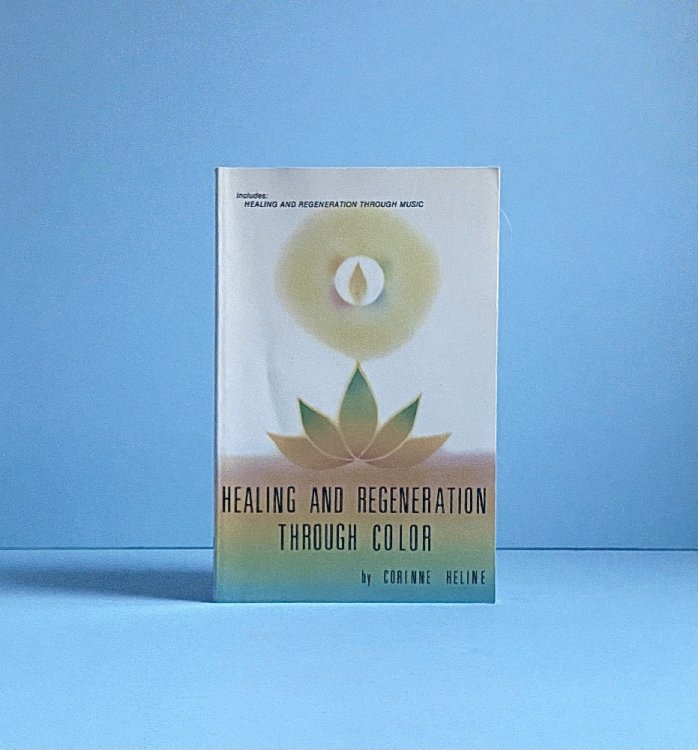 Includes:
HEALING AND REGENERATION THROUGH MUSIC
HEALING AND REGENERATION
THROUGH COLOR
by CORINNE HELINE